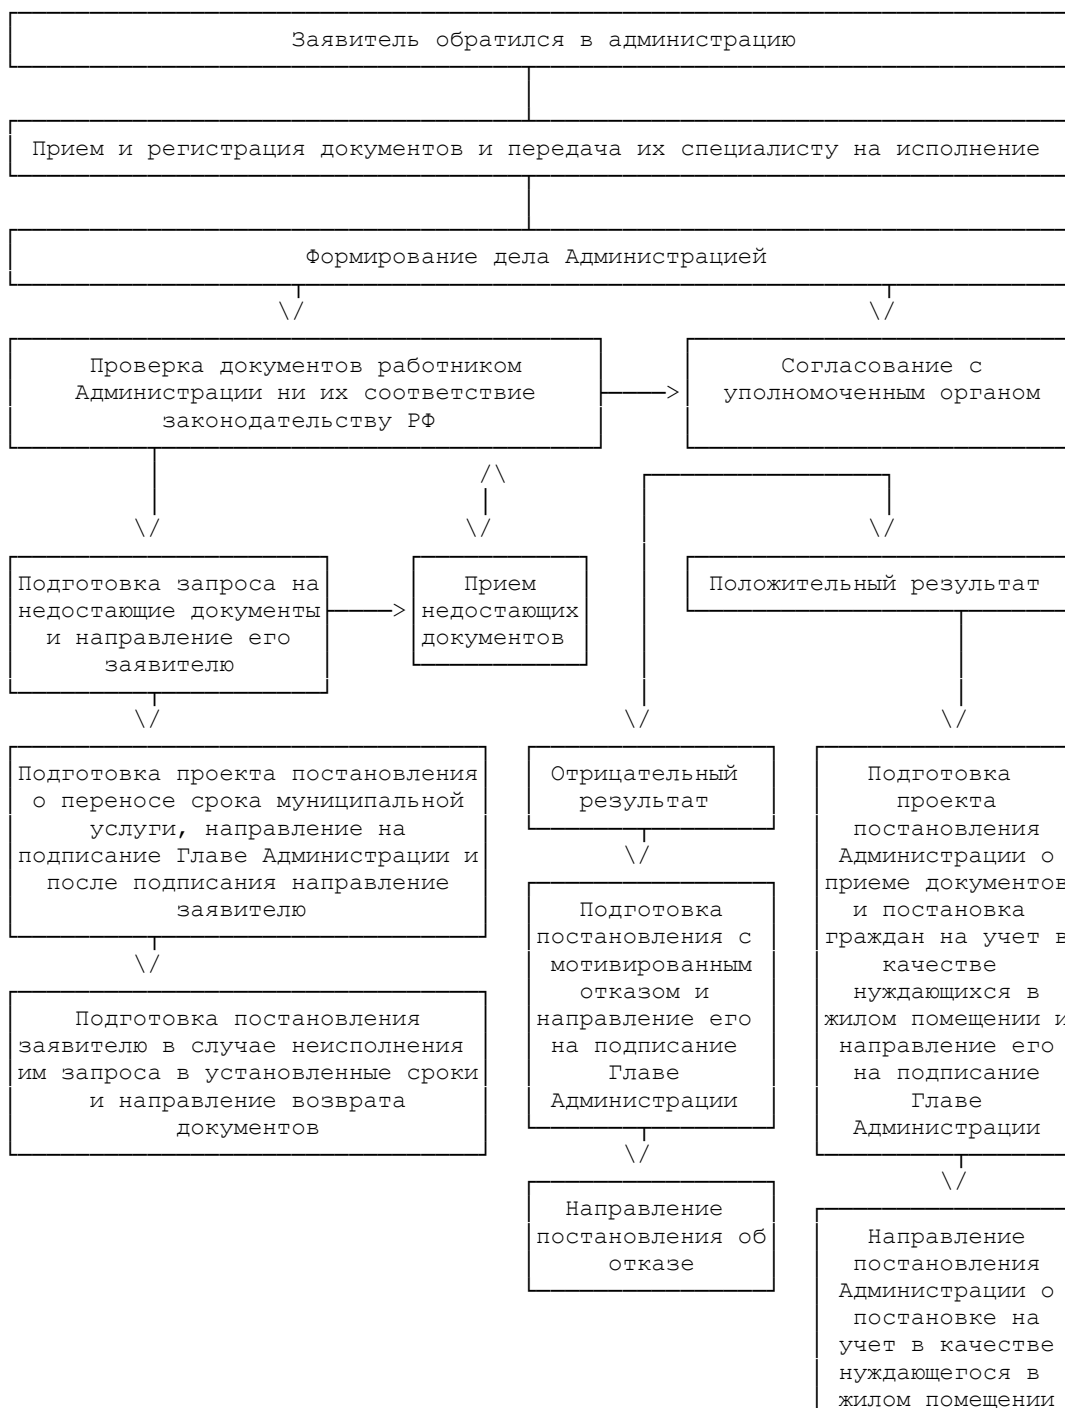 Заявитель обратился в администрацию
Прием и регистрация документов и передача их специалисту на исполнение
Формирование дела Администрацией
Проверка документов работником
Администрации ни их соответствие
законодательству РФ
Согласование с
уполномоченным органом
Подготовка запроса на
недостающие документы
и направление его
заявителю
Прием
недостающих
документов
Положительный результат
Подготовка проекта постановления
о переносе срока муниципальной
услуги, направление на
подписание Главе Администрации и
после подписания направление
заявителю
Отрицательный
результат
Подготовка
проекта
постановления
Администрации о
приеме документов
и постановка
граждан на учет в
качестве
нуждающихся в
жилом помещении и
направление его
на подписание
Главе
Администрации
Подготовка
постановления с
мотивированным
отказом и
направление его
на подписание
Главе
Администрации
Подготовка постановления
заявителю в случае неисполнения
им запроса в установленные сроки
и направление возврата
документов
Направление
постановления об
отказе
Направление
постановления
Администрации о
постановке на
учет в качестве
нуждающегося в
жилом помещении